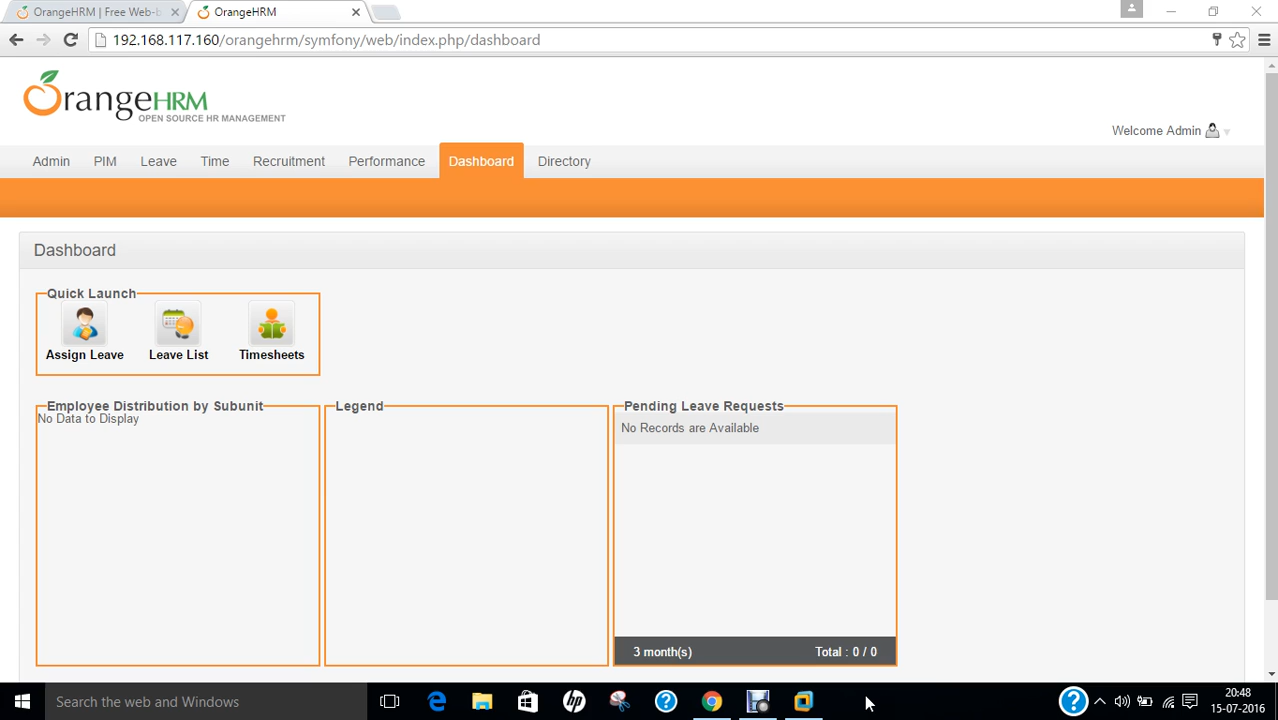 OrangeHRM | Free Web-b
OrangeHRM
192.168.117.160/orangehrm/symfony/web/index.php/dashboard
OrangeHRM
OPEN SOURCE HR MANAGEMENT
Welcome Admin
Admin PIM Leave Time Recruitment Performance Dashboard Directory
Dashboard
Quick Launch
Assign Leave Leave List Timesheets
Employee Distribution by Subunit
No Data to Display
Legend
Pending Leave Requests
No Records are Available
3 month(s) Total : 0 / 0
Search the web and Windows
hp
20:48
15-07-2016